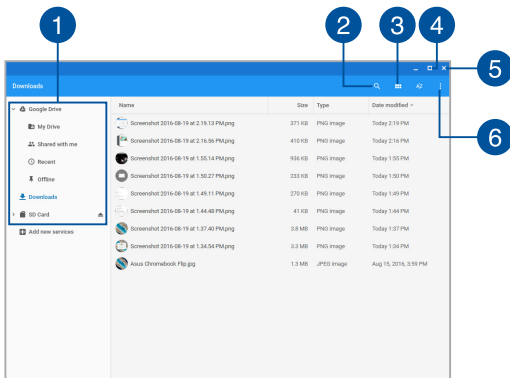 1
2
3
4
5
6
Downloads
Google Drive
My Drive
Shared with me
Recent
Offline
Downloads
SD Card
Add new services
Name Size Type Date modified
Screenshot 2016-08-19 at 2.19.13 PM.png 371 KB PNG image Today 2:19 PM
Screenshot 2016-08-19 at 2.16.56 PM.png 410 KB PNG image Today 2:16 PM
Screenshot 2016-08-19 at 1.55.14 PM.png 936 KB PNG image Today 1:55 PM
Screenshot 2016-08-19 at 1.50.27 PM.png 233 KB PNG image Today 1:50 PM
Screenshot 2016-08-19 at 1.49.11 PM.png 270 KB PNG image Today 1:49 PM
Screenshot 2016-08-19 at 1.44.48 PM.png 41 KB PNG image Today 1:44 PM
Screenshot 2016-08-19 at 1.37.40 PM.png 3.8 MB PNG image Today 1:37 PM
Screenshot 2016-08-19 at 1.34.54 PM.png 3.3 MB PNG image Today 1:34 PM
Asus Chromebook Flip.jpg 1.3 MB JPEG image Aug 15, 2016, 3:59 PM